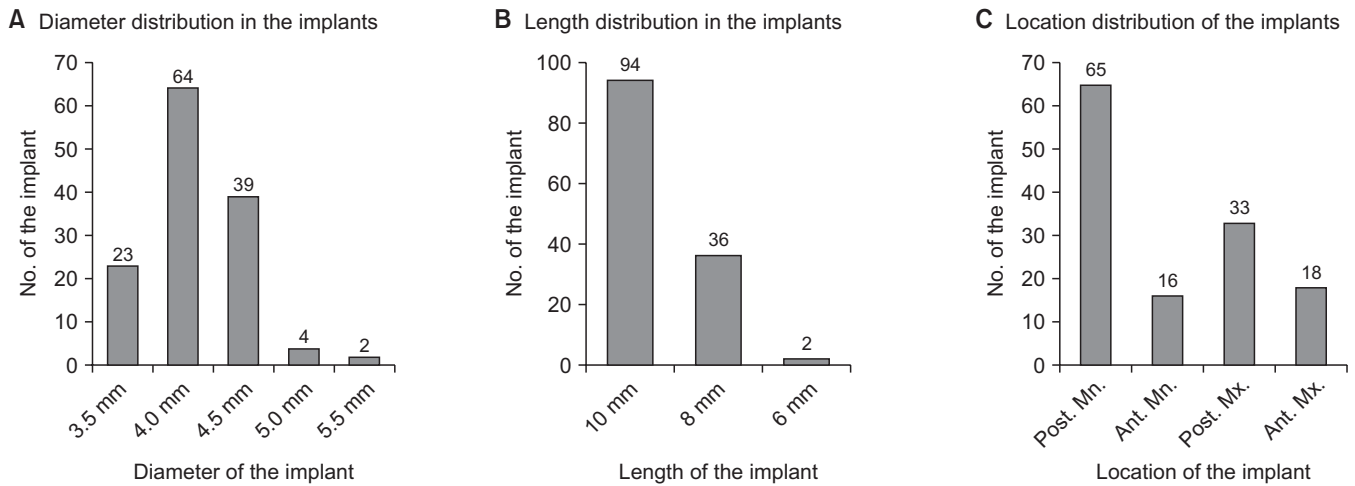 A Diameter distribution in the implants
70
60
50
40
30
20
10
0
No. of the implant
23
64
39
4
2
3.5 mm
4.0 mm
4.5 mm
5.0 mm
5.5 mm
Diameter of the implant
B Length distribution in the implants
100
80
60
40
20
0
No. of the implant
94
36
2
10 mm
8 mm
6 mm
Length of the implant
C Location distribution of the implants
70
60
50
40
30
20
10
0
No. of the implant
65
16
33
18
Post. Mn.
Ant. Mn.
Post. Mx.
Ant. Mx.
Location of the implant